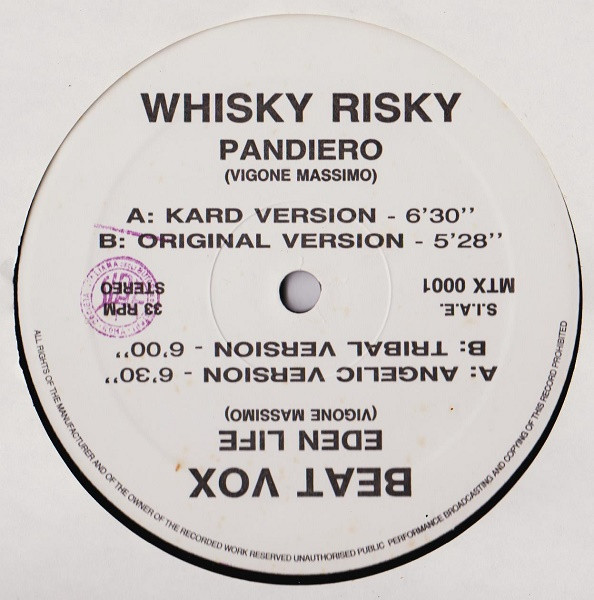 WHISKY RISKY
PANDIERO
(VIGONE MASSIMO)
A: KARD VERSION - 6'30''
B: ORIGINAL VERSION - 5'28''
BEAT VOX
EDEN LIFE
(VIGONE MASSIMO)
A: ANGELIC VERSION - 6'30''
B: TRIBAL VERSION - 6'00''
S.I.A.E.
MTX 0001
33 RPM
STEREO
ALL RIGHTS OF THE MANUFACTURER AND OF THE OWNER OF THE RECORDED WORK RESERVED UNAUTHORISED PUBLIC PERFORMANCE BROADCASTING AND COPYING OF THIS RECORD PROHIBITED